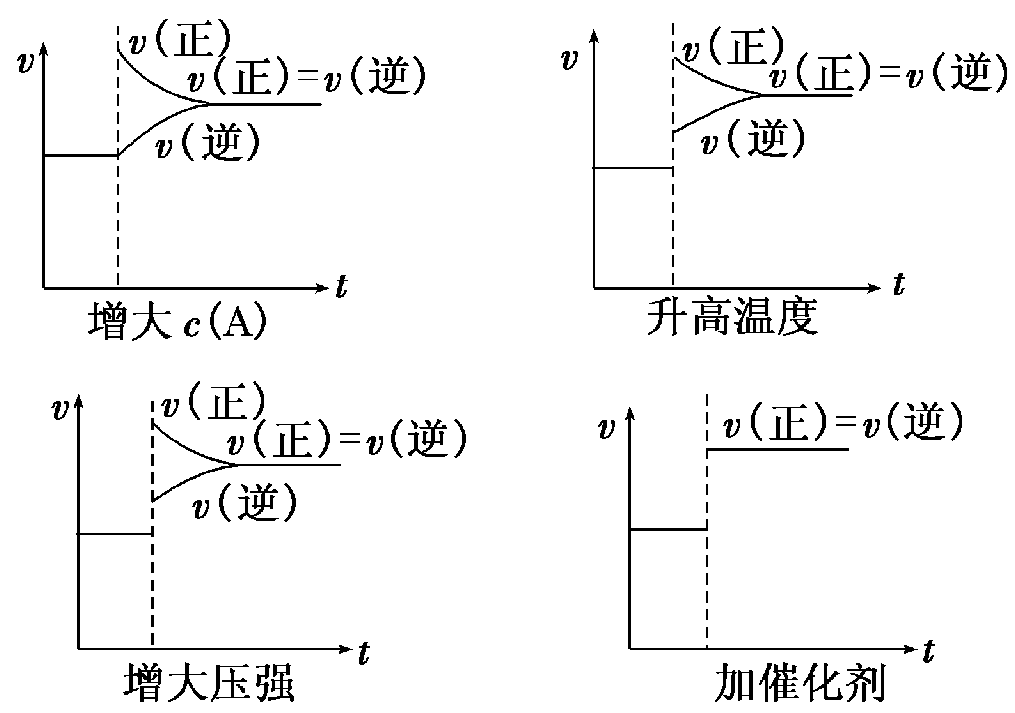 v
v(正)
v(正)=v(逆)
v(逆)
t
增大 c(A)
v
v(正)
v(正)=v(逆)
v(逆)
t
升高温度
v
v(正)
v(正)=v(逆)
v(逆)
t
增大压强
v
v(正)=v(逆)
t
加催化剂